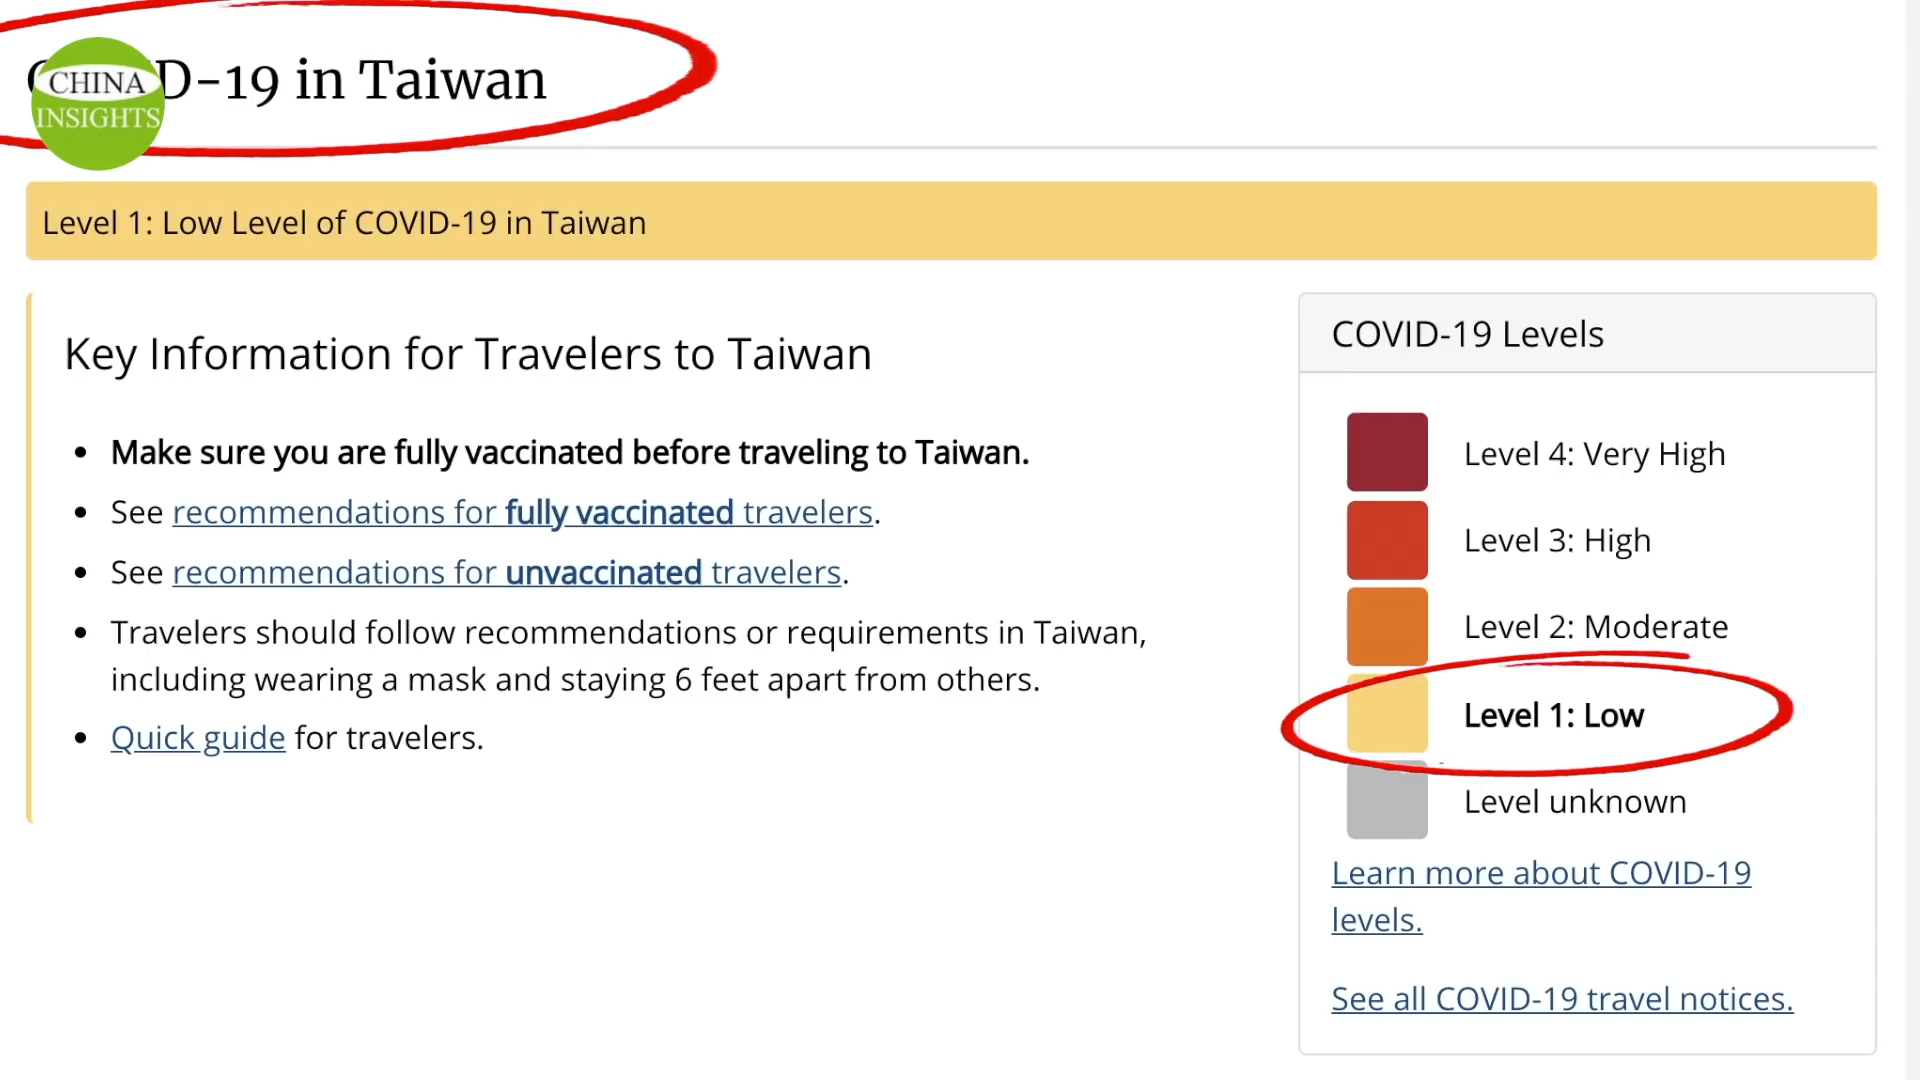 COVID-19 in Taiwan
CHINA
INSIGHTS
Level 1: Low Level of COVID-19 in Taiwan
Key Information for Travelers to Taiwan
• Make sure you are fully vaccinated before traveling to Taiwan.
• See recommendations for fully vaccinated travelers.
• See recommendations for unvaccinated travelers.
• Travelers should follow recommendations or requirements in Taiwan,
including wearing a mask and staying 6 feet apart from others.
• Quick guide for travelers.
COVID-19 Levels
Level 4: Very High
Level 3: High
Level 2: Moderate
Level 1: Low
Level unknown
Learn more about COVID-19
levels.
See all COVID-19 travel notices.